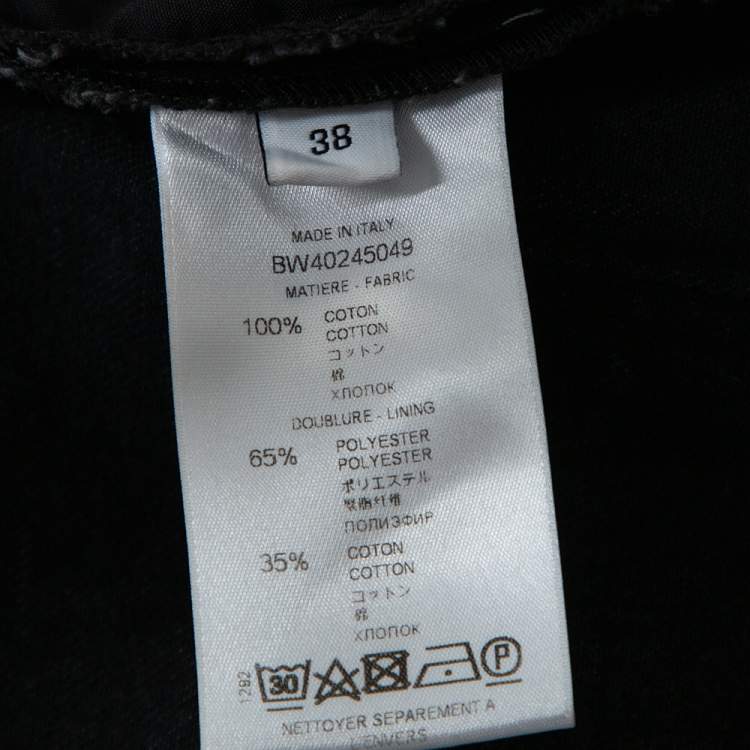 38
MADE IN ITALY
BW40245049
MATIERE - FABRIC
100% COTON
COTTON
コットン
棉
ХЛОПОК
DOUBLURE - LINING
65% POLYESTER
POLYESTER
ポリエステル
聚酯纤维
ПОЛИЭФИР
35% COTON
COTTON
コットン
棉
ХЛОПОК
1292
30 P
NETTOYER SEPAREMENT A
L'ENVERS